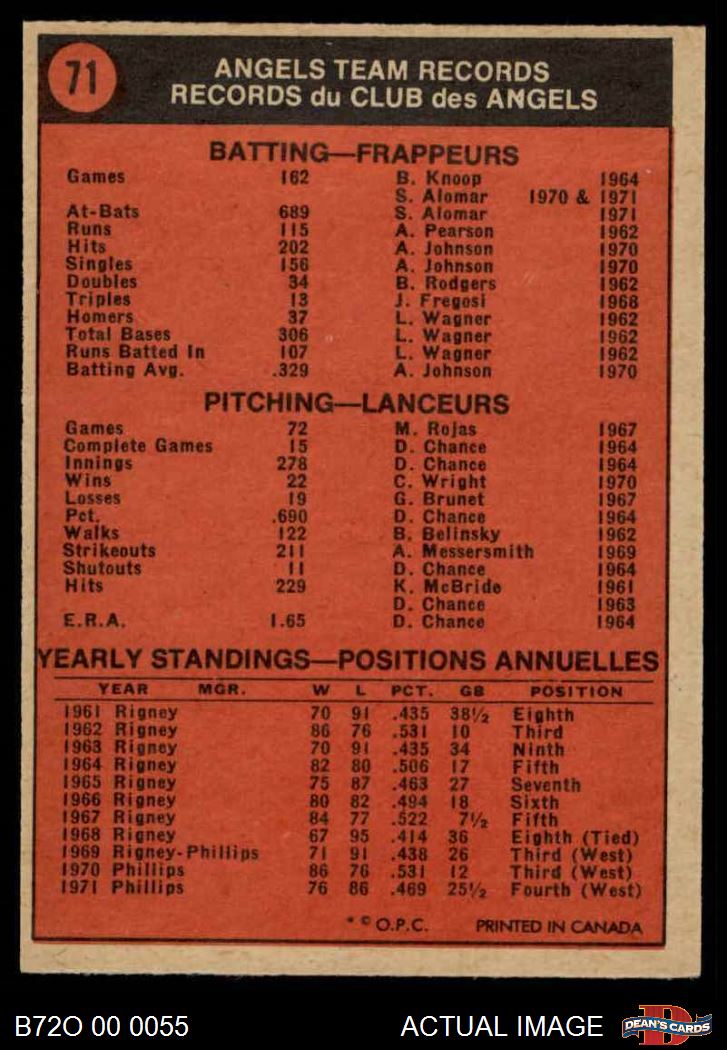 71
ANGELS TEAM RECORDS
RECORDS du CLUB des ANGELS
BATTING—FRAPPEURS
Games 162 B. Knoop 1964
S. Alomar 1970 & 1971
At-Bats 689 S. Alomar 1971
Runs 115 A. Pearson 1962
Hits 202 A. Johnson 1970
Singles 156 A. Johnson 1970
Doubles 34 B. Rodgers 1962
Triples 13 J. Fregosi 1968
Homers 37 L. Wagner 1962
Total Bases 306 L. Wagner 1962
Runs Batted In 107 L. Wagner 1962
Batting Avg. .329 A. Johnson 1970
PITCHING—LANCEURS
Games 72 M. Rojas 1967
Complete Games 15 D. Chance 1964
Innings 278 D. Chance 1964
Wins 22 C. Wright 1970
Losses 19 G. Brunet 1967
Pct. .690 D. Chance 1964
Walks 122 B. Belinsky 1962
Strikeouts 211 A. Messersmith 1969
Shutouts 11 D. Chance 1964
Hits 229 K. McBride 1961
D. Chance 1963
E.R.A. 1.65 D. Chance 1964
YEARLY STANDINGS—POSITIONS ANNUELLES
YEAR MGR. W L PCT. GB POSITION
1961 Rigney 70 91 .435 38½ Eighth
1962 Rigney 86 76 .531 10 Third
1963 Rigney 70 91 .435 34 Ninth
1964 Rigney 82 80 .506 17 Fifth
1965 Rigney 75 87 .463 27 Seventh
1966 Rigney 80 82 .494 18 Sixth
1967 Rigney 84 77 .522 7½ Fifth
1968 Rigney 67 95 .414 36 Eighth (Tied)
1969 Rigney-Phillips 71 91 .438 26 Third (West)
1970 Phillips 86 76 .531 12 Third (West)
1971 Phillips 76 86 .469 25½ Fourth (West)
* © O.P.C. PRINTED IN CANADA
B72O 00 0055 ACTUAL IMAGE D DEAN'S CARDS